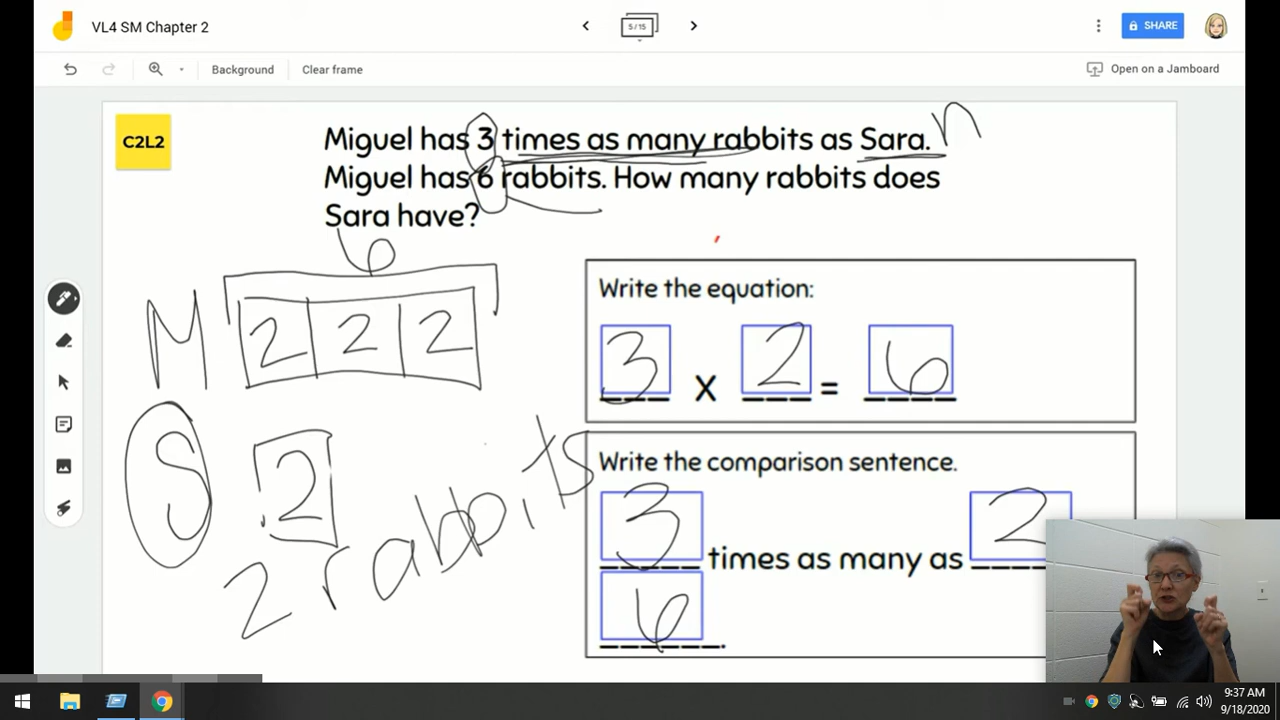 VL4 SM Chapter 2
5/15
SHARE
Background
Clear frame
Open on a Jamboard
C2L2
Miguel has 3 times as many rabbits as Sara. n
Miguel has 6 rabbits. How many rabbits does
Sara have?
6
M 2 2 2
S 2
2 rabbits
Write the equation:
3 X 2 = 6
Write the comparison sentence.
3 times as many as 2
6.
9:37 AM
9/18/2020